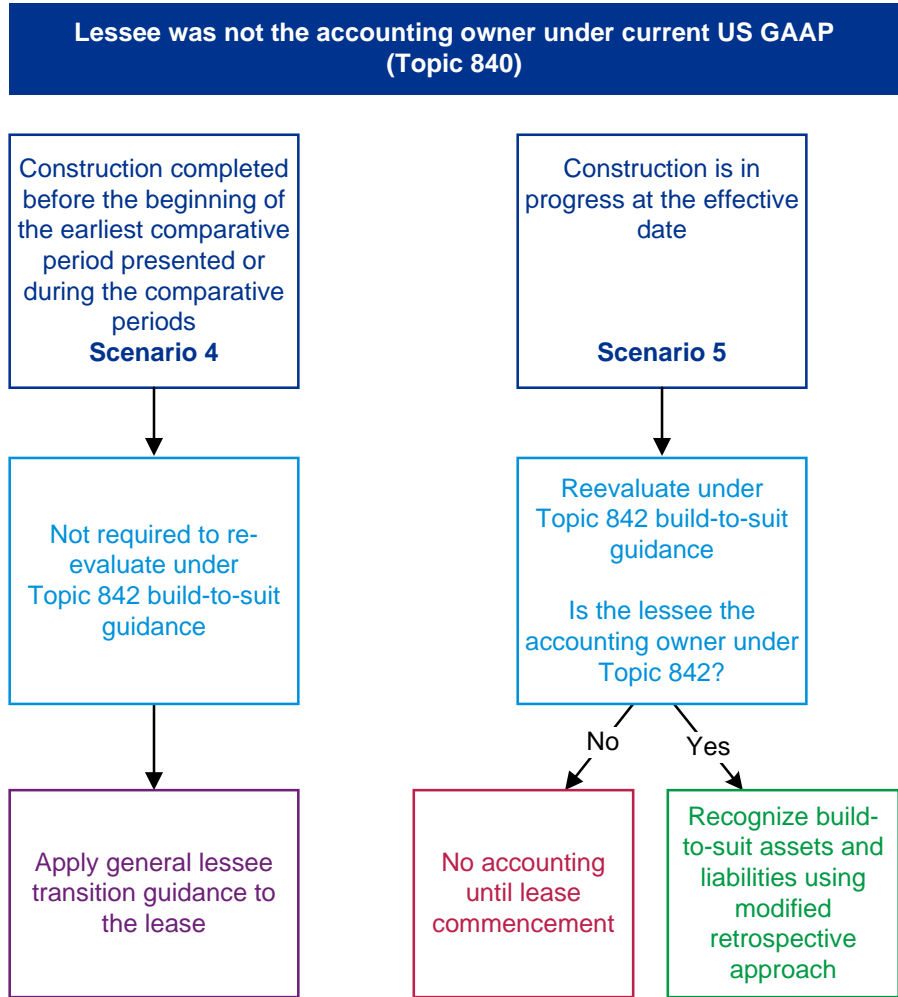 Lessee was not the accounting owner under current US GAAP
(Topic 840)
Construction completed
before the beginning of
the earliest comparative
period presented or
during the comparative
periods
Scenario 4
Construction is in
progress at the effective
date
Scenario 5
Not required to re-
evaluate under
Topic 842 build-to-suit
guidance
Reevaluate under
Topic 842 build-to-suit
guidance
Is the lessee the
accounting owner under
Topic 842?
No
Yes
Apply general lessee
transition guidance to
the lease
No accounting
until lease
commencement
Recognize build-
to-suit assets and
liabilities using
modified
retrospective
approach